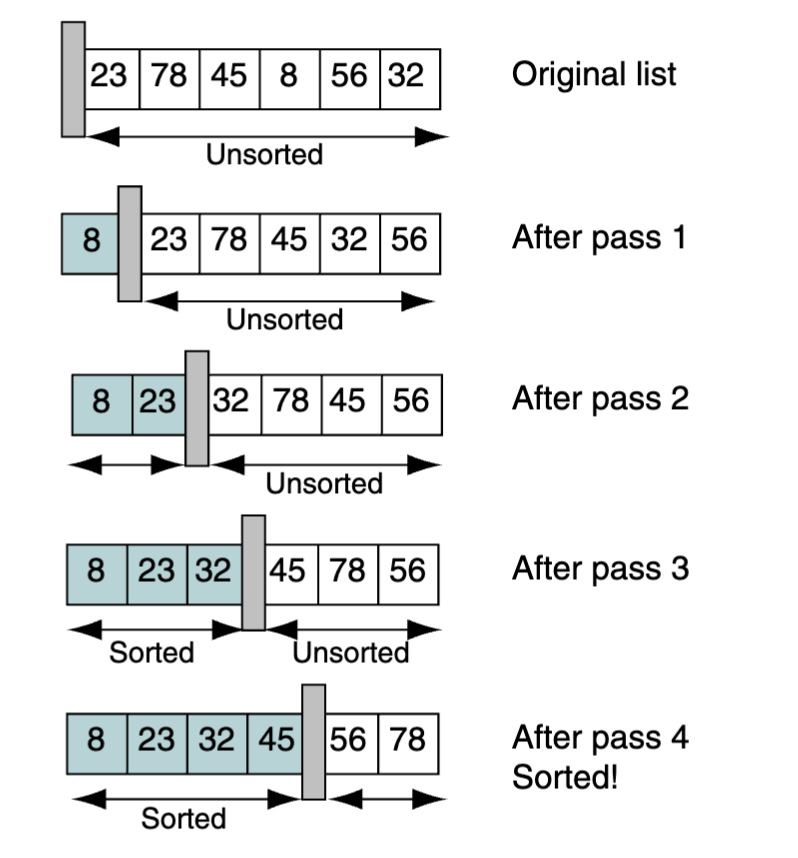 23 78 45 8 56 32 Original list
Unsorted
8 23 78 45 32 56 After pass 1
Unsorted
8 23 32 78 45 56 After pass 2
Unsorted
8 23 32 45 78 56 After pass 3
Sorted Unsorted
8 23 32 45 56 78 After pass 4
Sorted!
Sorted